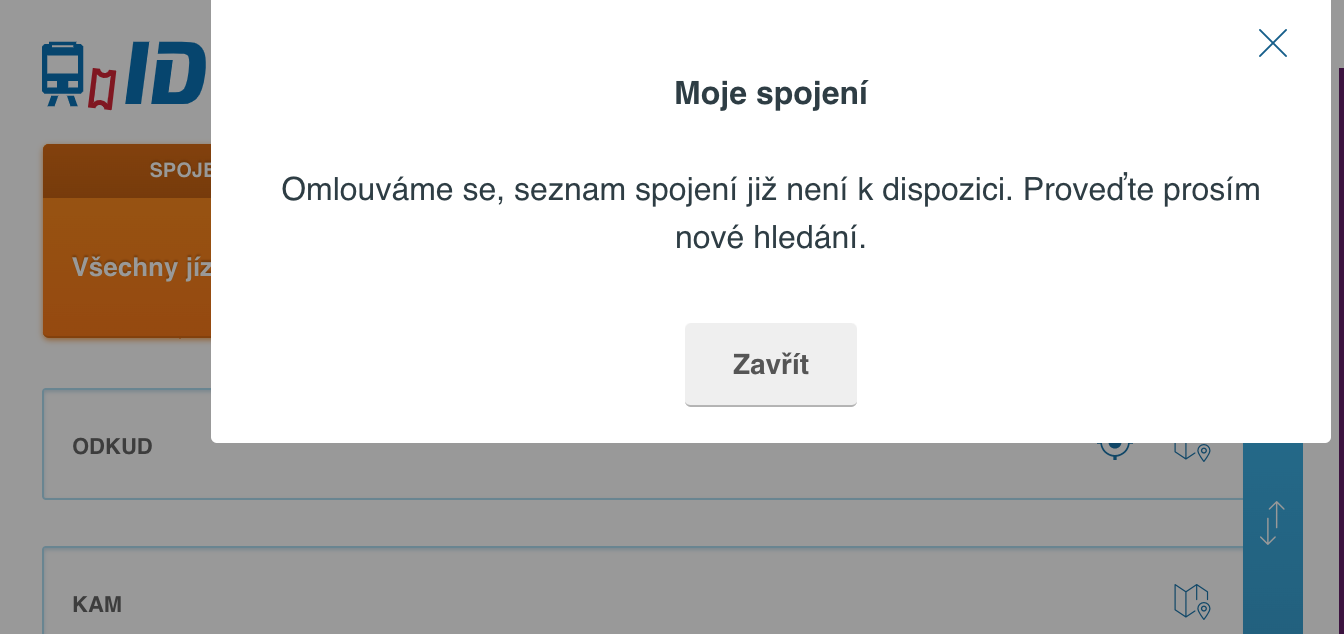 ID
Moje spojení
SPOJE
Omlouváme se, seznam spojení již není k dispozici. Proveďte prosím
nové hledání.
Všechny jíz
Zavřít
ODKUD
KAM